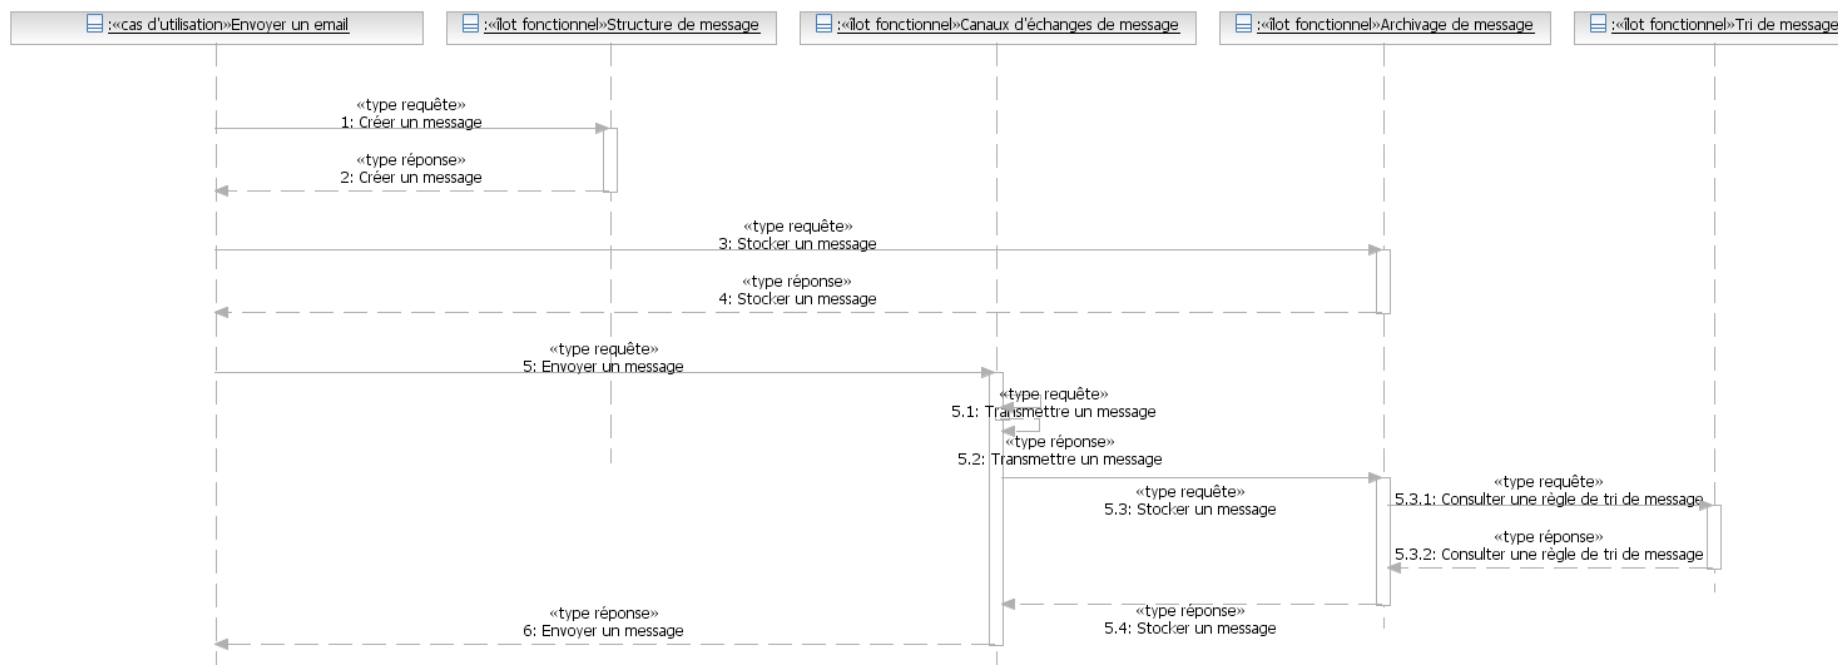 :«cas d'utilisation»Envoyer un email
:«îlot fonctionnel»Structure de message
:«îlot fonctionnel»Canaux d'échanges de message
:«îlot fonctionnel»Archivage de message
:«îlot fonctionnel»Tri de message
«type requête»
1: Créer un message
«type réponse»
2: Créer un message
«type requête»
3: Stocker un message
«type réponse»
4: Stocker un message
«type requête»
5: Envoyer un message
«type requête»
5.1: Transmettre un message
«type réponse»
5.2: Transmettre un message
«type requête»
5.3: Stocker un message
«type requête»
5.3.1: Consulter une règle de tri de message
«type réponse»
5.3.2: Consulter une règle de tri de message
«type réponse»
5.4: Stocker un message
«type réponse»
6: Envoyer un message